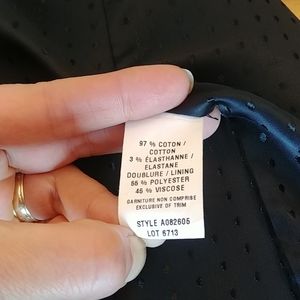 97 % COTON /
COTTON
3 % ÉLASTHANNE /
ELASTANE
DOUBLURE / LINING
55 % POLYESTER
45 % VISCOSE
GARNITURE NON COMPRISE
EXCLUSIVE OF TRIM
STYLE A082605
LOT 6713